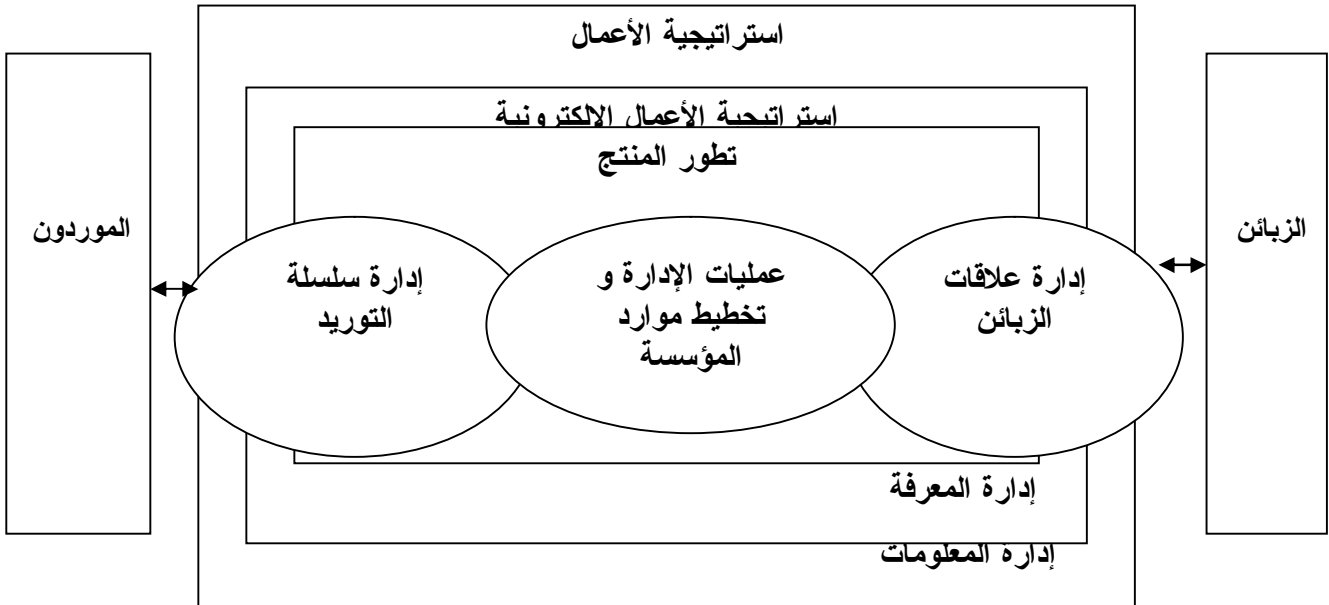 استراتيجية الأعمال
استراتيجية الأعمال الالكترونية
تطور المنتج
الزبائن
الموردون
إدارة علاقات
الزبائن
عمليات الإدارة و
تخطيط موارد
المؤسسة
إدارة سلسلة
التوريد
إدارة المعرفة
إدارة المعلومات